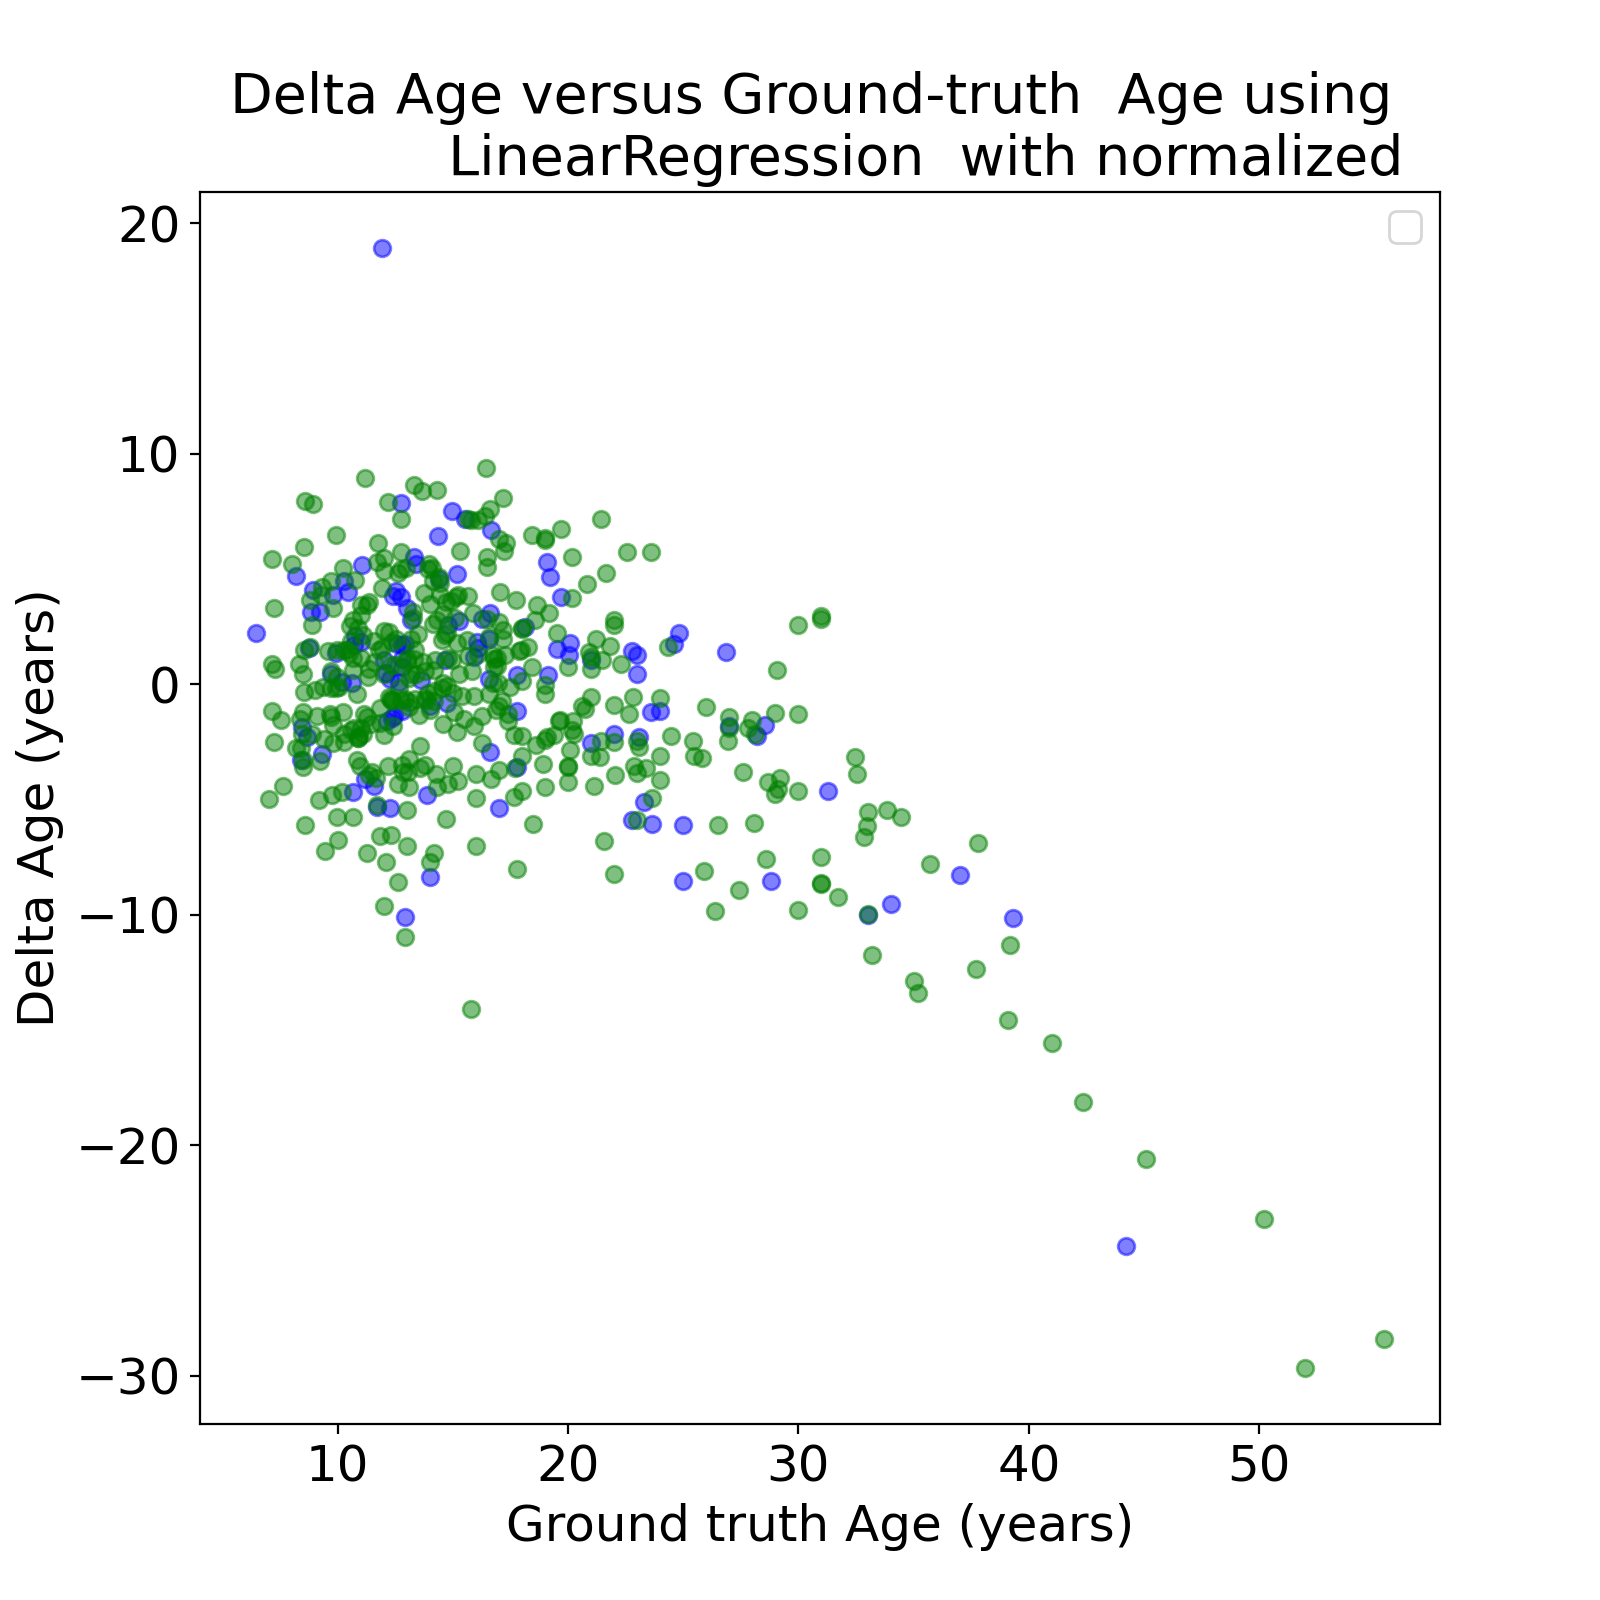 Delta Age versus Ground-truth  Age using
LinearRegression  with normalized
20
10
0
−10
−20
−30
Delta Age (years)
10 20 30 40 50
Ground truth Age (years)